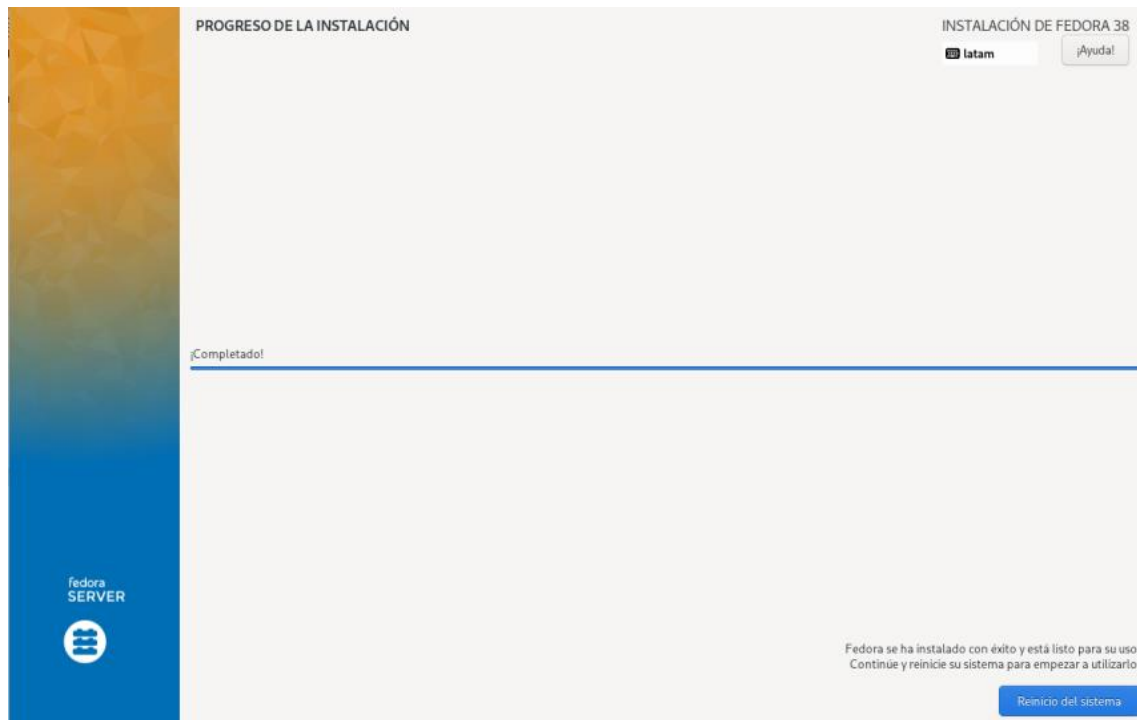 PROGRESO DE LA INSTALACIÓN
INSTALACIÓN DE FEDORA 38
latam
¡Ayuda!
¡Completado!
fedora
SERVER
Fedora se ha instalado con éxito y está listo para su uso
Continúe y reinicie su sistema para empezar a utilizarlo
Reinicio del sistema